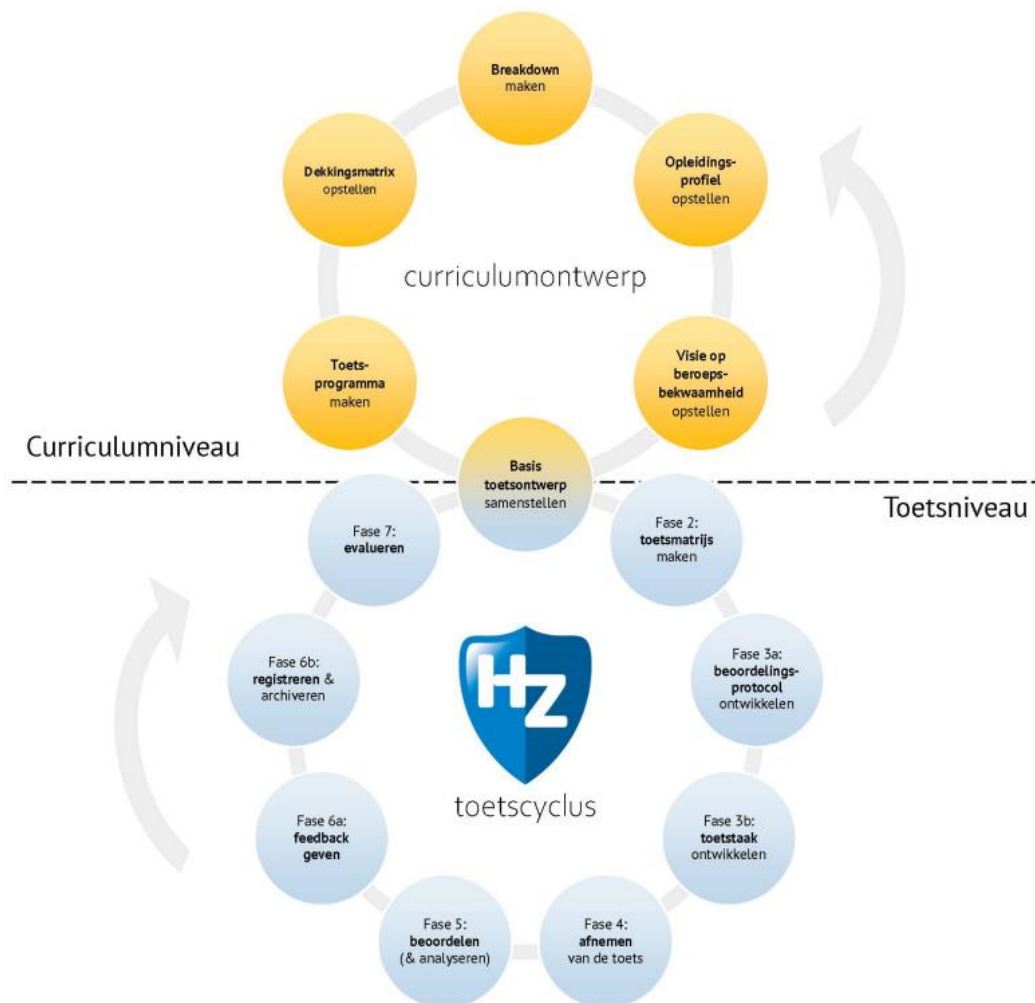 Breakdown
maken
Dekkingsmatrix
opstellen
Opleidings-
profiel
opstellen
curriculumontwerp
Toets-
programma
maken
Visie op
beroeps-
bekwaamheid
opstellen
Curriculumniveau
Basis
toetsontwerp
samenstellen
Toetsniveau
Fase 7:
evalueren
Fase 2:
toetsmatrijs
maken
Fase 6b:
registreren &
archiveren
HZ
Fase 3a:
beoordelings-
protocol
ontwikkelen
toetscyclus
Fase 6a:
feedback
geven
Fase 3b:
toetstaak
ontwikkelen
Fase 5:
beoordelen
(& analyseren)
Fase 4:
afnemen
van de toets